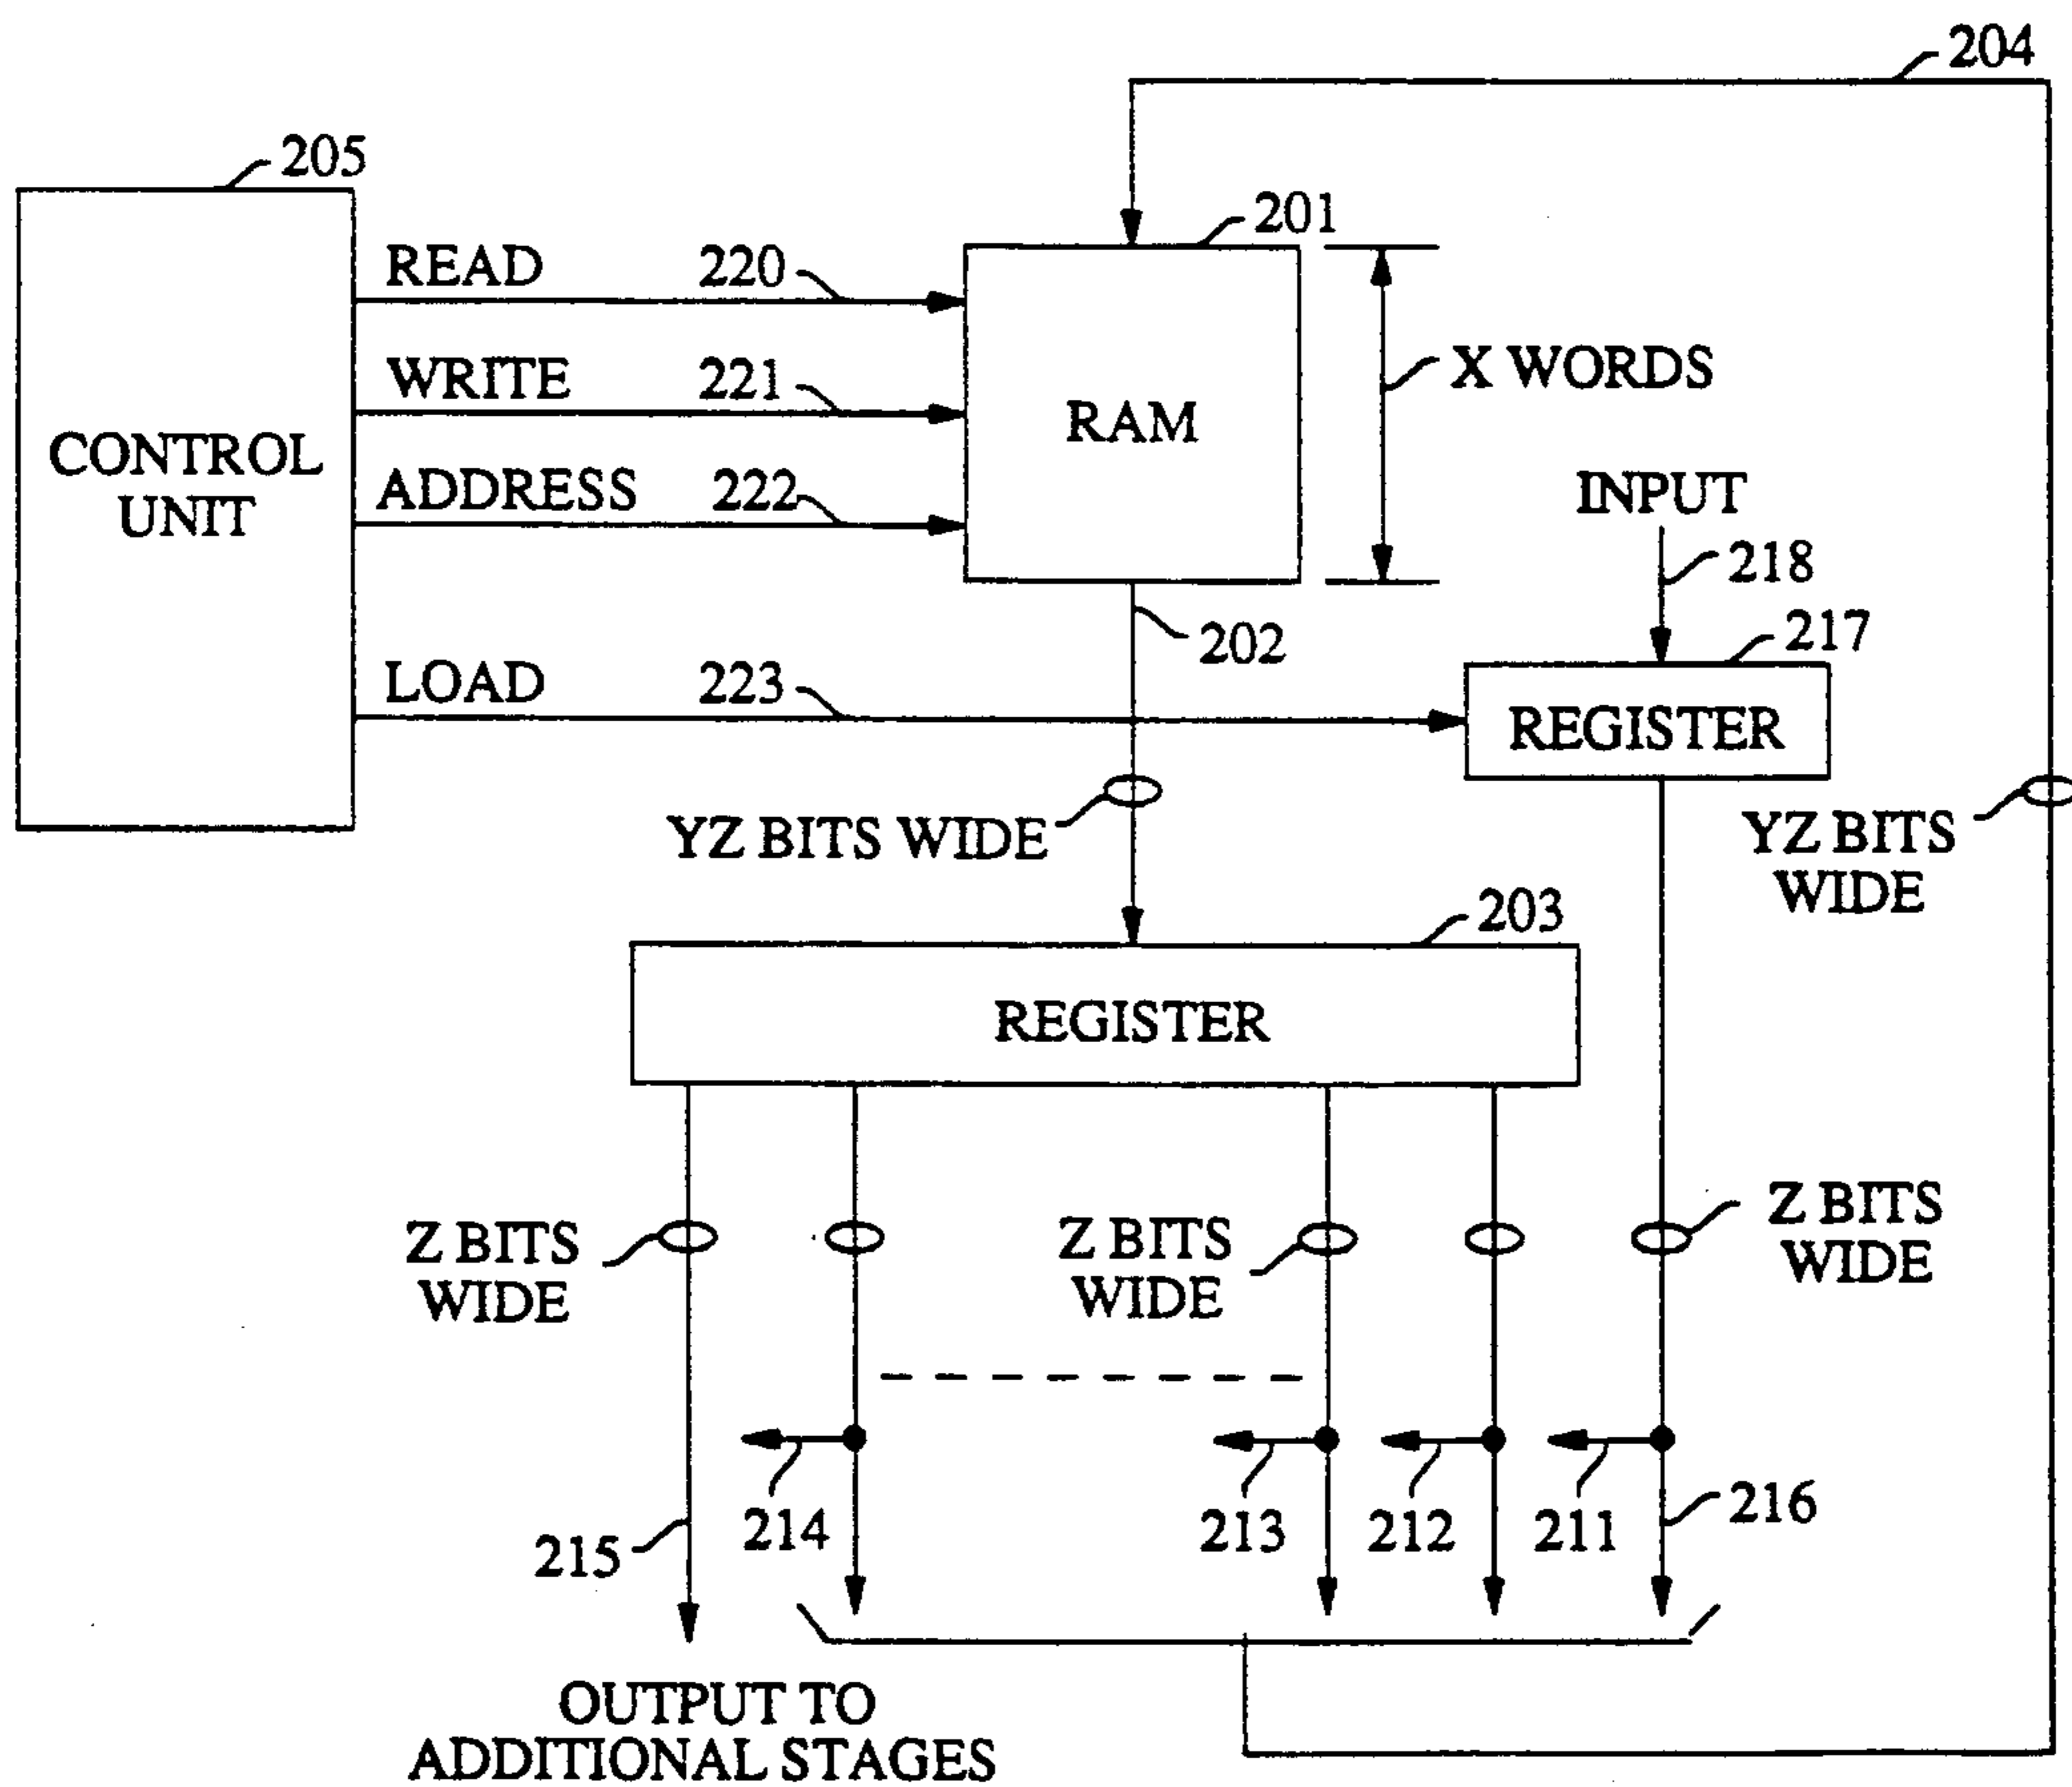 204
205
201
READ 220
WRITE 221
X WORDS
RAM
CONTROL
UNIT
ADDRESS 222
INPUT
218
202
217
LOAD 223
REGISTER
YZ BITS WIDE
YZ BITS
WIDE
203
REGISTER
Z BITS
WIDE
Z BITS
WIDE
Z BITS
WIDE
215
214
213
212
211
216
OUTPUT TO
ADDITIONAL STAGES